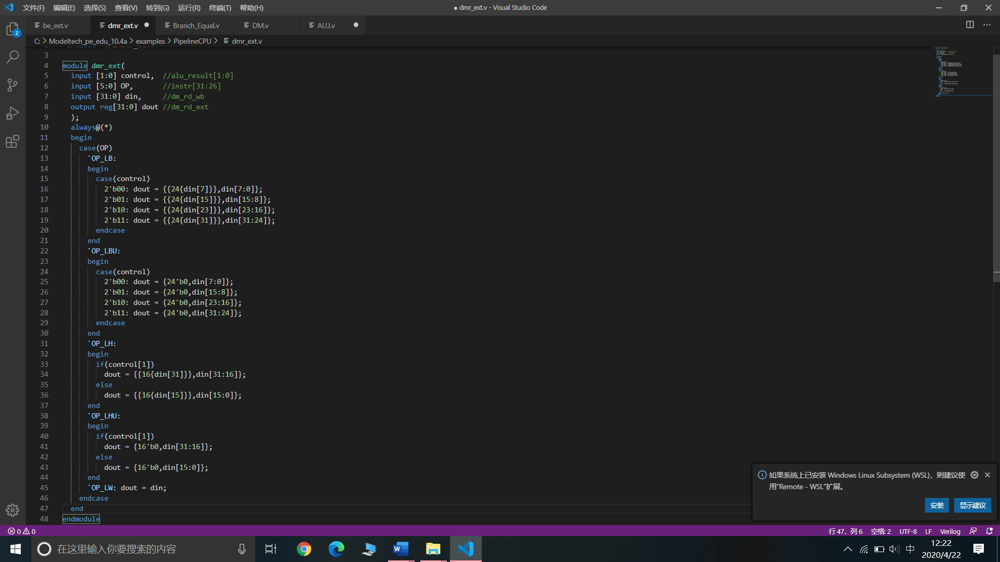 文件(F) 编辑(E) 选择(S) 查看(V) 转到(G) 运行(R) 终端(T) 帮助(H)
● dmr_ext.v - Visual Studio Code
be_ext.v dmr_ext.v Branch_Equal.v DM.v ALU.v
C: > Modeltech_pe_edu_10.4a > examples > PipelineCPU > dmr_ext.v
2
3
4 module dmr_ext(
5 input [1:0] control, //alu_result[1:0]
6 input [5:0] OP, //instr[31:26]
7 input [31:0] din, //dm_rd_wb
8 output reg[31:0] dout //dm_rd_ext
9 );
10 always@(*)
11 begin
12 case(OP)
13 `OP_LB:
14 begin
15 case(control)
16 2'b00: dout = {{24{din[7]}},din[7:0]};
17 2'b01: dout = {{24{din[15]}},din[15:8]};
18 2'b10: dout = {{24{din[23]}},din[23:16]};
19 2'b11: dout = {{24{din[31]}},din[31:24]};
20 endcase
21 end
22 `OP_LBU:
23 begin
24 case(control)
25 2'b00: dout = {24'b0,din[7:0]};
26 2'b01: dout = {24'b0,din[15:8]};
27 2'b10: dout = {24'b0,din[23:16]};
28 2'b11: dout = {24'b0,din[31:24]};
29 endcase
30 end
31 `OP_LH:
32 begin
33 if(control[1])
34 dout = {{16{din[31]}},din[31:16]};
35 else
36 dout = {{16{din[15]}},din[15:0]};
37 end
38 `OP_LHU:
39 begin
40 if(control[1])
41 dout = {16'b0,din[31:16]};
42 else
43 dout = {16'b0,din[15:0]};
44 end
45 `OP_LW: dout = din;
46 endcase
47 end
48 endmodule
如果系统上已安装 Windows Linux Subsystem (WSL)，则建议使
用“Remote - WSL”扩展。
安装 显示建议
0 0
行 47，列 6 空格: 2 UTF-8 LF Verilog
在这里输入你要搜索的内容
中
12:22
2020/4/22